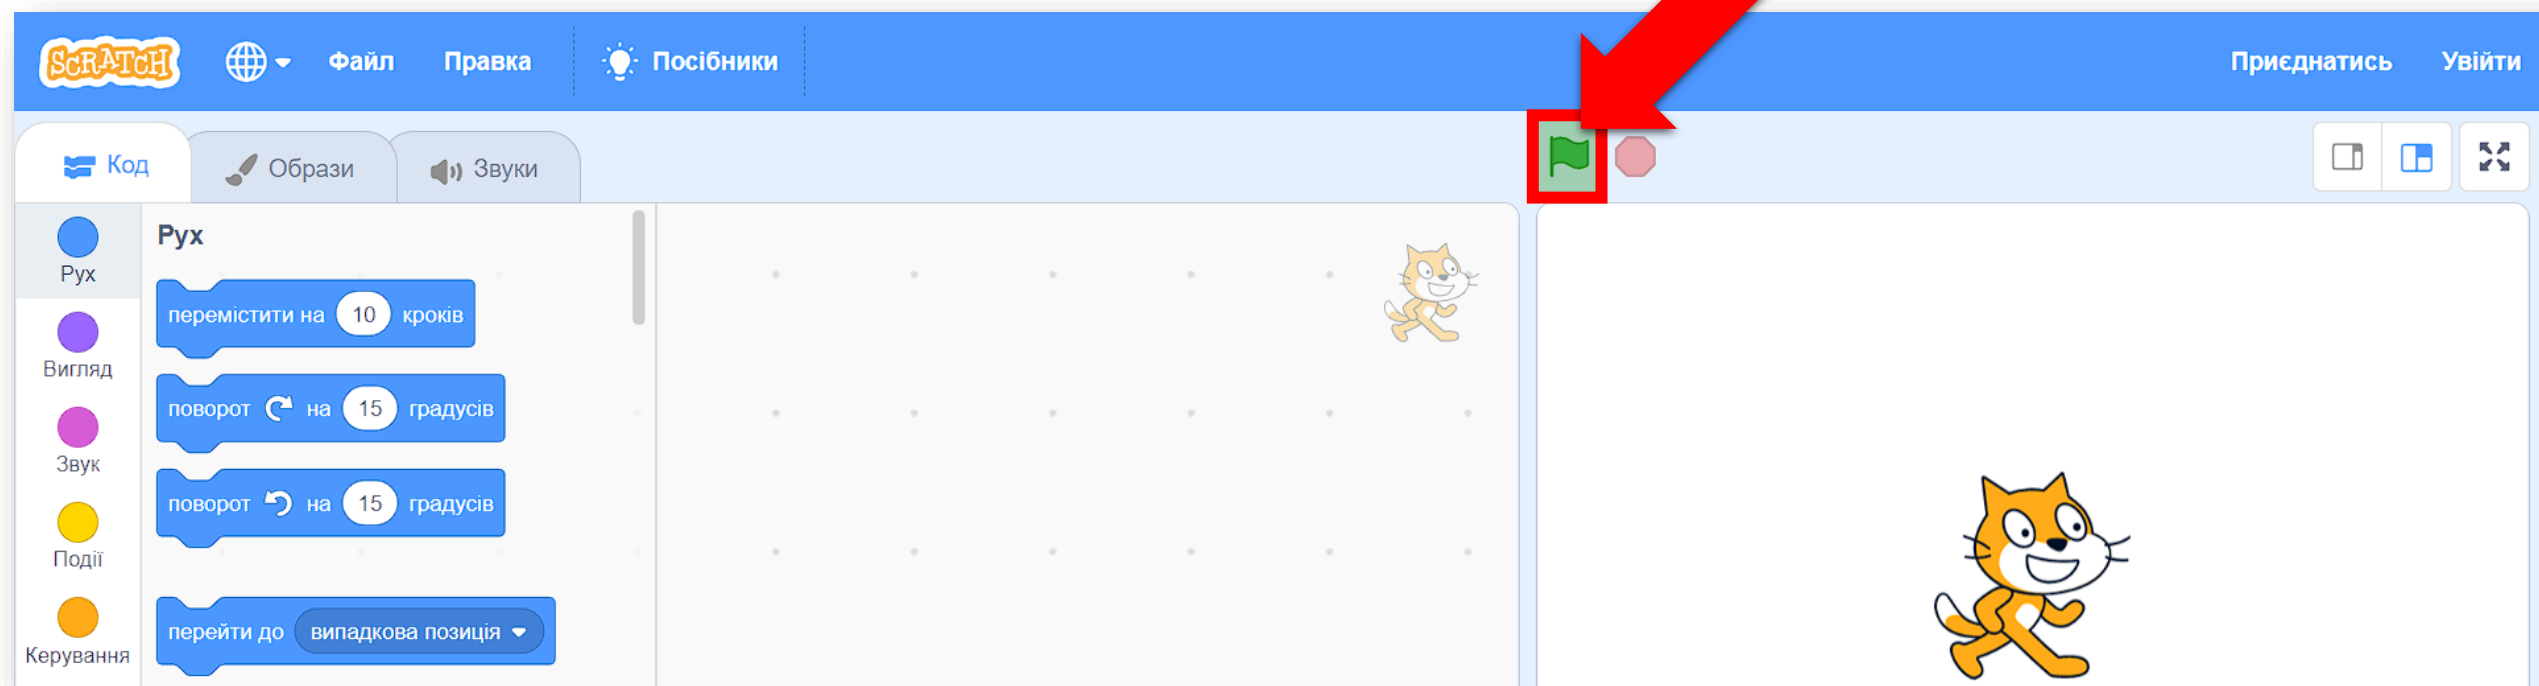 SCRATCH Файл Правка Посібники Приєднатись Увійти
Код Образи Звуки
Рух
Рух
перемістити на 10 кроків
Вигляд
поворот на 15 градусів
Звук
поворот на 15 градусів
Події
перейти до випадкова позиція
Керування